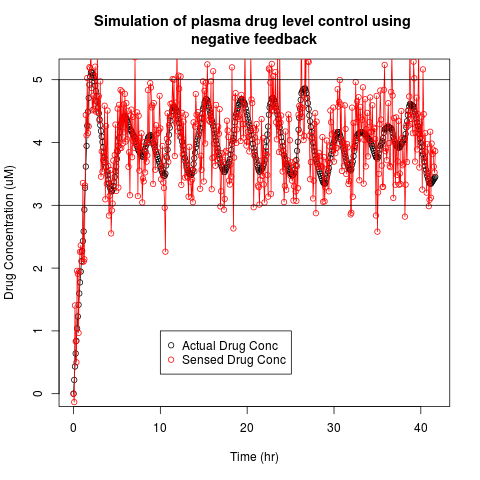 Simulation of plasma drug level control using
negative feedback
Drug Concentration (uM)
5
4
3
2
1
0
Actual Drug Conc
Sensed Drug Conc
0 10 20 30 40
Time (hr)